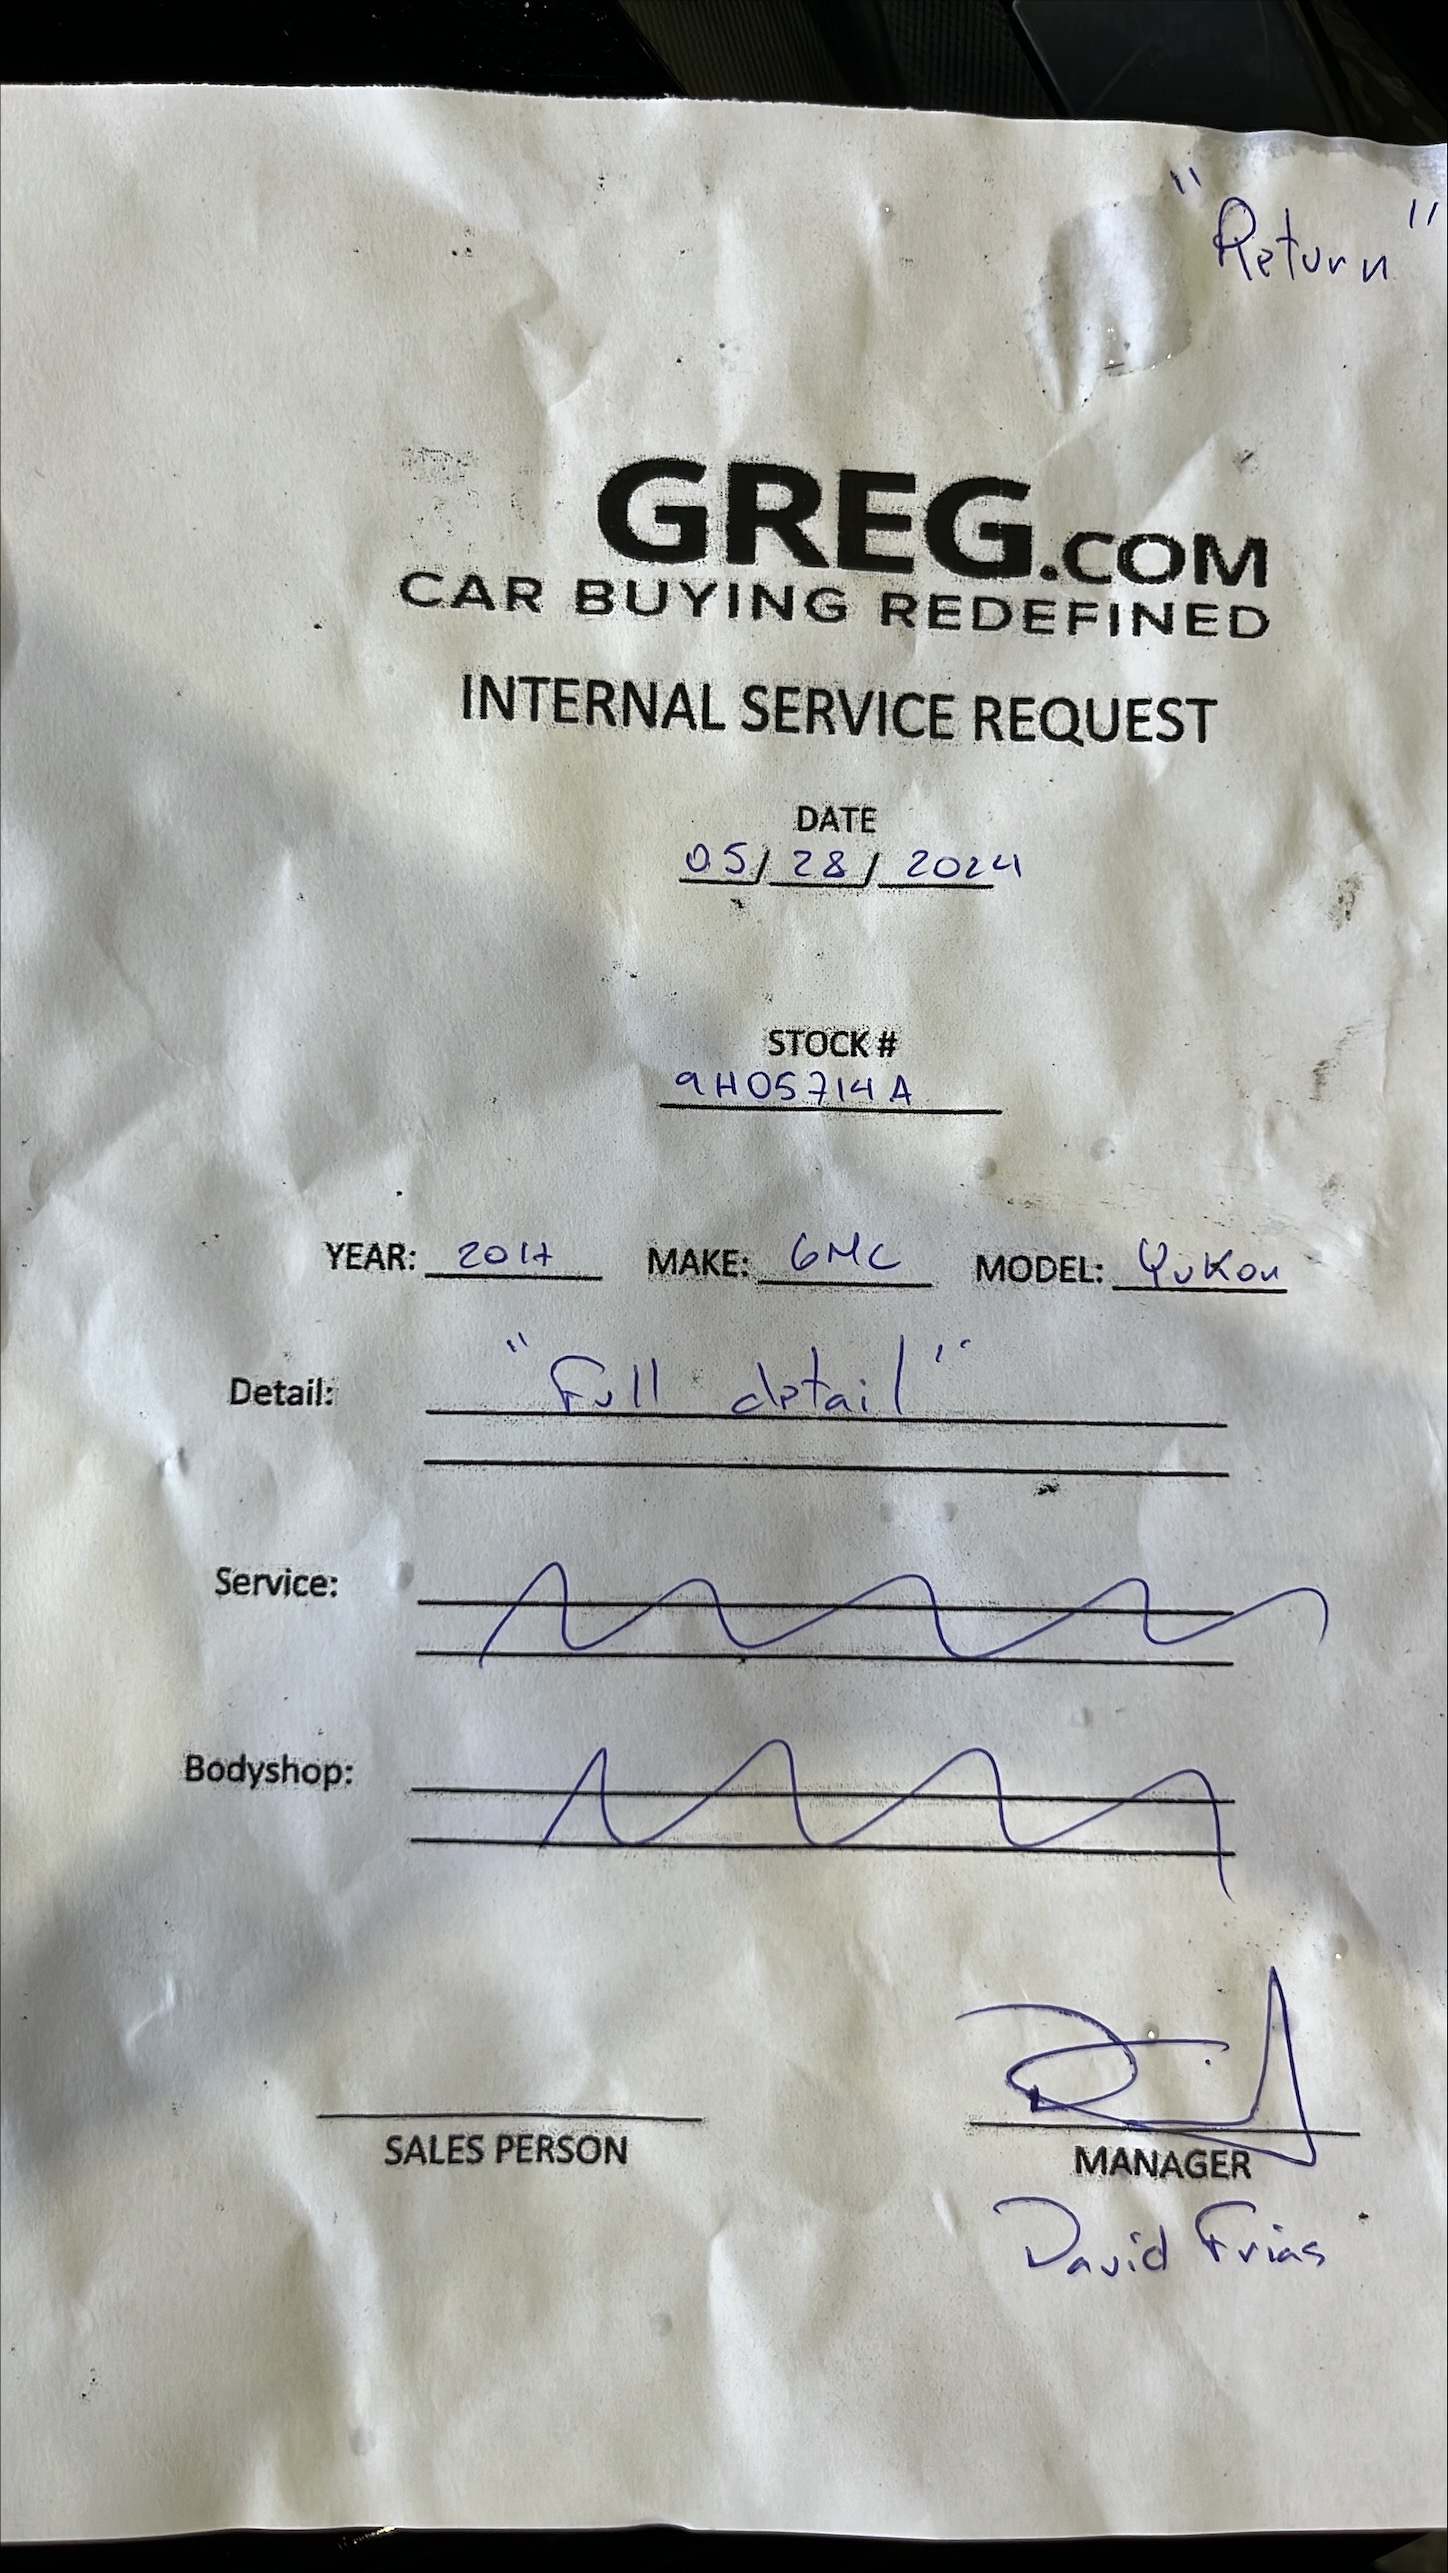 "Return"
GREG.COM
CAR BUYING REDEFINED
INTERNAL SERVICE REQUEST
DATE
05/28/2024
STOCK #
9H05714A
YEAR: 2017 MAKE: GMC MODEL: Yukon
Detail: "Full detail"
Service:
Bodyshop:
SALES PERSON MANAGER
David Frias